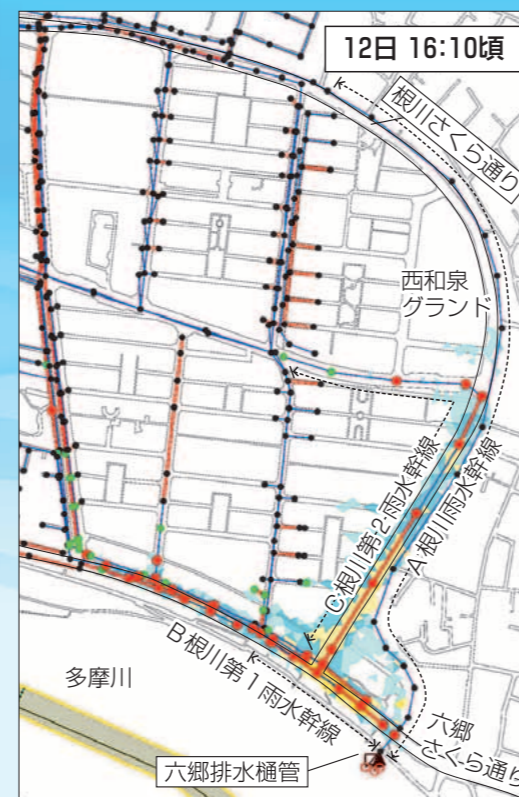 12日 16:10頃
根川さくら通り
西和泉
グランド
C 根川第2雨水幹線
A 根川雨水幹線
B 根川第1雨水幹線
多摩川
六郷
さくら通り
六郷排水樋管